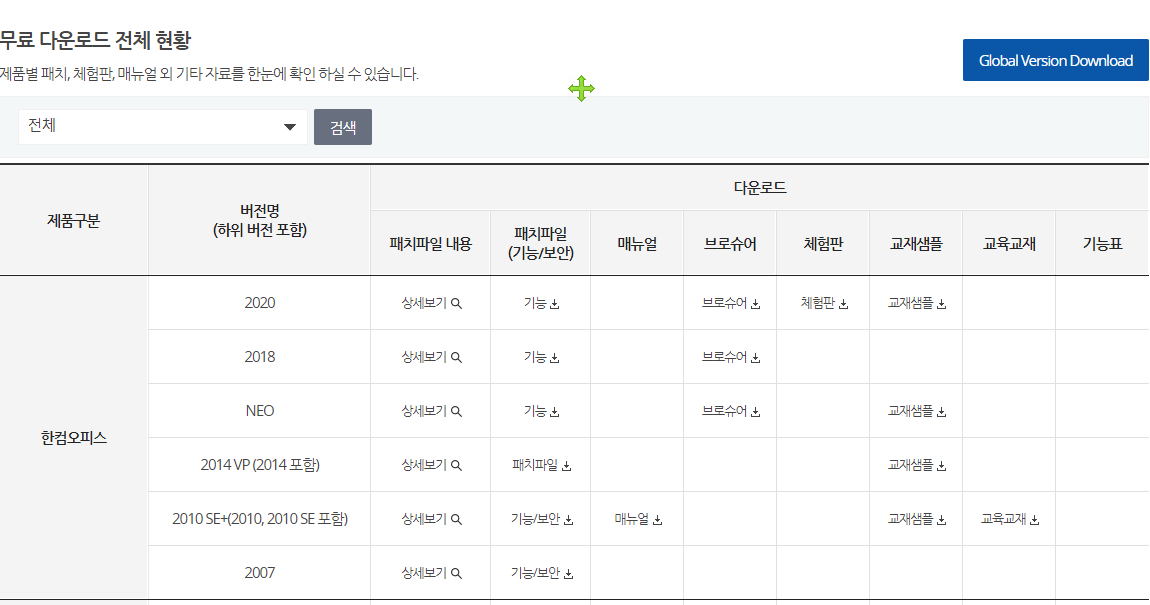 무료 다운로드 전체 현황
제품별 패치, 체험판, 매뉴얼 외 기타 자료를 한눈에 확인 하실 수 있습니다.
Global Version Download
전체 검색
제품구분
버전명
(하위 버전 포함)
다운로드
패치파일 내용
패치파일
(기능/보안)
매뉴얼
브로슈어
체험판
교재샘플
교육교재
기능표
한컴오피스
2020 상세보기 기능 브로슈어 체험판 교재샘플
2018 상세보기 기능 브로슈어
NEO 상세보기 기능 브로슈어 교재샘플
2014 VP (2014 포함) 상세보기 패치파일 교재샘플
2010 SE+(2010, 2010 SE 포함) 상세보기 기능/보안 매뉴얼 교재샘플 교육교재
2007 상세보기 기능/보안